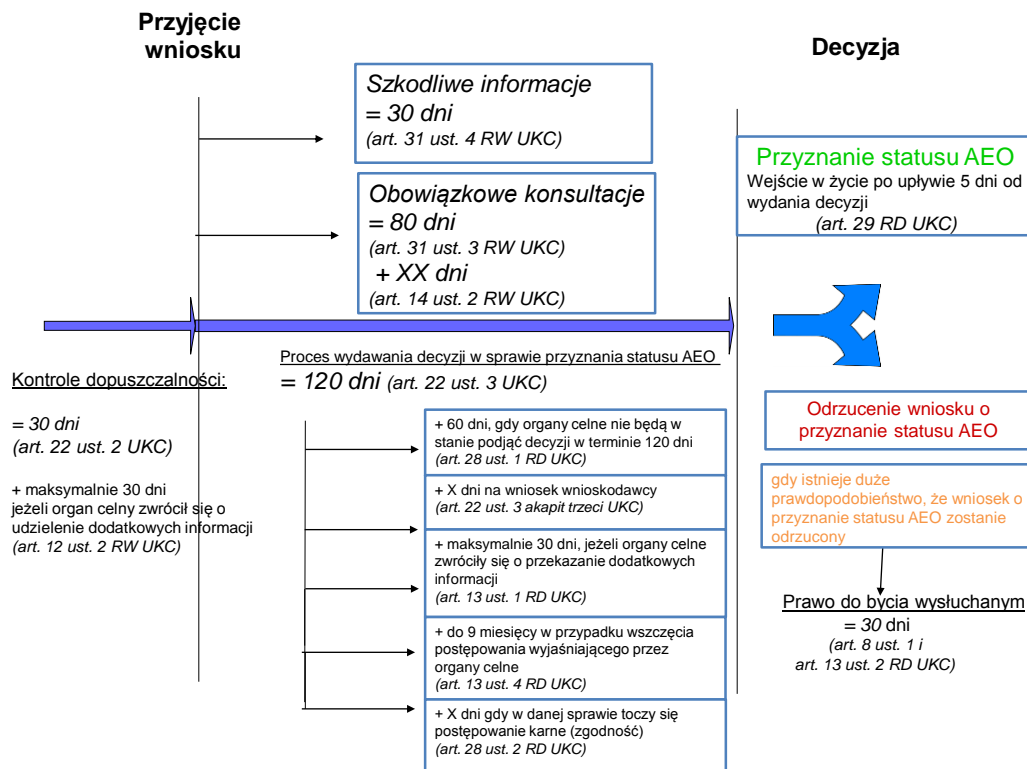 Przyjęcie
wniosku
Decyzja
Szkodliwe informacje
= 30 dni
(art. 31 ust. 4 RW UKC)
Obowiązkowe konsultacje
= 80 dni
(art. 31 ust. 3 RW UKC)
+ XX dni
(art. 14 ust. 2 RW UKC)
Przyznanie statusu AEO
Wejście w życie po upływie 5 dni od
wydania decyzji
(art. 29 RD UKC)
Kontrole dopuszczalności:
= 30 dni
(art. 22 ust. 2 UKC)
+ maksymalnie 30 dni
jeżeli organ celny zwrócił się o
udzielenie dodatkowych informacji
(art. 12 ust. 2 RW UKC)
Proces wydawania decyzji w sprawie przyznania statusu AEO
= 120 dni (art. 22 ust. 3 UKC)
+ 60 dni, gdy organy celne nie będą w
stanie podjąć decyzji w terminie 120 dni
(art. 28 ust. 1 RD UKC)
+ X dni na wniosek wnioskodawcy
(art. 22 ust. 3 akapit trzeci UKC)
+ maksymalnie 30 dni, jeżeli organy celne
zwróciły się o przekazanie dodatkowych
informacji
(art. 13 ust. 1 RD UKC)
+ do 9 miesięcy w przypadku wszczęcia
postępowania wyjaśniającego przez
organy celne
(art. 13 ust. 4 RD UKC)
+ X dni gdy w danej sprawie toczy się
postępowanie karne (zgodność)
(art. 28 ust. 2 RD UKC)
Odrzucenie wniosku o
przyznanie statusu AEO
gdy istnieje duże
prawdopodobieństwo, że wniosek o
przyznanie statusu AEO zostanie
odrzucony
Prawo do bycia wysłuchanym
= 30 dni
(art. 8 ust. 1 i
art. 13 ust. 2 RD UKC)